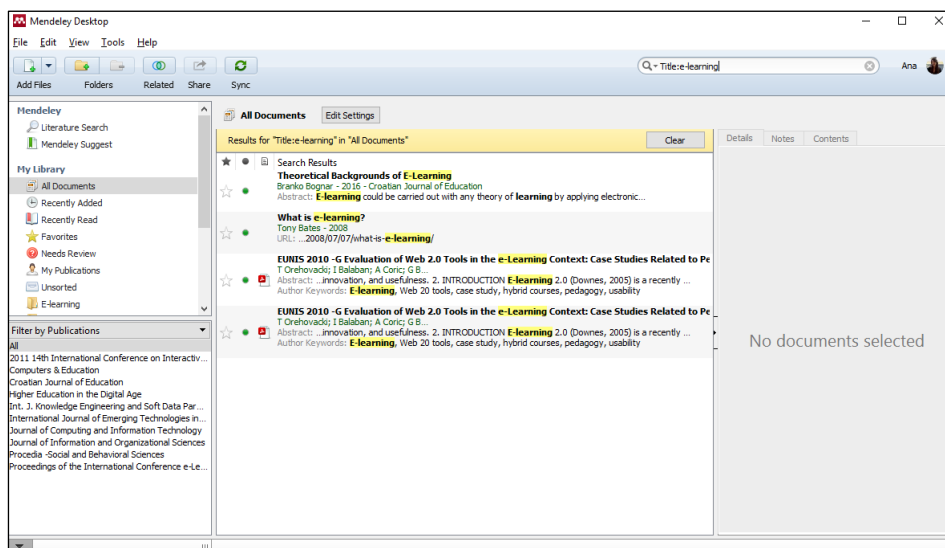 Mendeley Desktop
File Edit View Tools Help
Title:e-learning
Ana
Add Files Folders Related Share Sync
Mendeley
Literature Search
Mendeley Suggest
My Library
All Documents
Recently Added
Recently Read
Favorites
Needs Review
My Publications
Unsorted
E-learning
Filter by Publications
All
2011 14th International Conference on Interactiv...
Computers & Education
Croatian Journal of Education
Higher Education in the Digital Age
Int. J. Knowledge Engineering and Soft Data Par...
International Journal of Emerging Technologies in...
Journal of Computing and Information Technology
Journal of Information and Organizational Sciences
Procedia -Social and Behavioral Sciences
Proceedings of the International Conference e-Le...
All Documents Edit Settings
Results for "Title:e-learning" in "All Documents" Clear
Search Results
Theoretical Backgrounds of E-Learning
Branko Bognar - 2016 - Croatian Journal of Education
Abstract: E-learning could be carried out with any theory of learning by applying electronic...
What is e-learning?
Tony Bates - 2008
URL: ...2008/07/07/what-is-e-learning/
EUNIS 2010 -G Evaluation of Web 2.0 Tools in the e-Learning Context: Case Studies Related to Pe
T Orehovacki; I Balaban; A Coric; G B...
Abstract: ...innovation, and usefulness. 2. INTRODUCTION E-learning 2.0 (Downes, 2005) is a recently ...
Author Keywords: E-learning, Web 20 tools, case study, hybrid courses, pedagogy, usability
EUNIS 2010 -G Evaluation of Web 2.0 Tools in the e-Learning Context: Case Studies Related to Pe
T Orehovacki; I Balaban; A Coric; G B...
Abstract: ...innovation, and usefulness. 2. INTRODUCTION E-learning 2.0 (Downes, 2005) is a recently ...
Author Keywords: E-learning, Web 20 tools, case study, hybrid courses, pedagogy, usability
Details Notes Contents
No documents selected